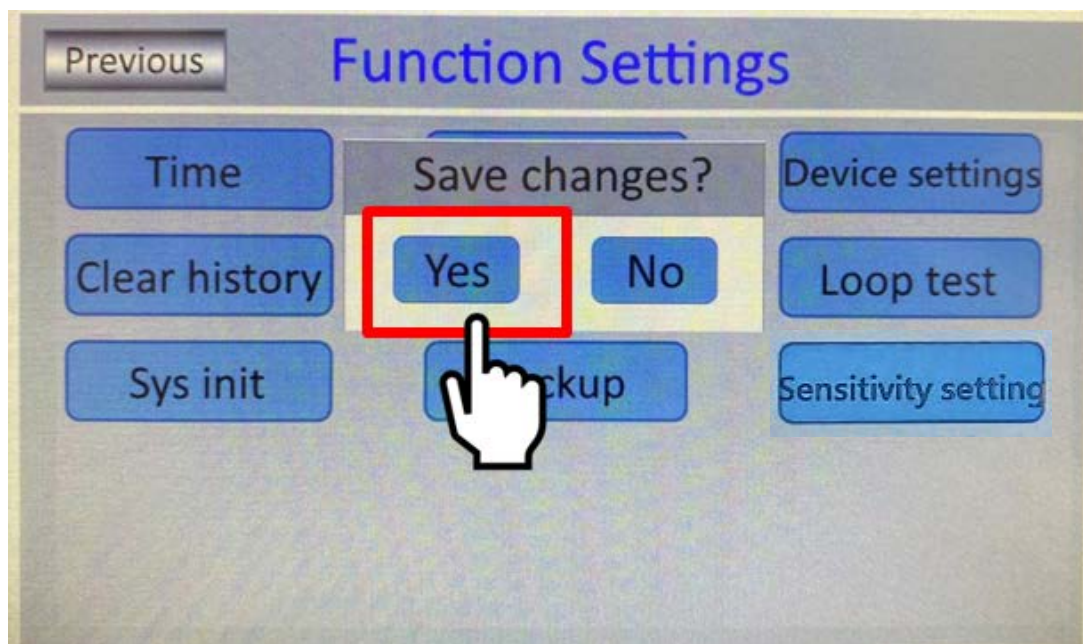 Previous
Function Settings
Time
Save changes?
Device settings
Clear history
Yes
No
Loop test
Sys init
Sensitivity setting